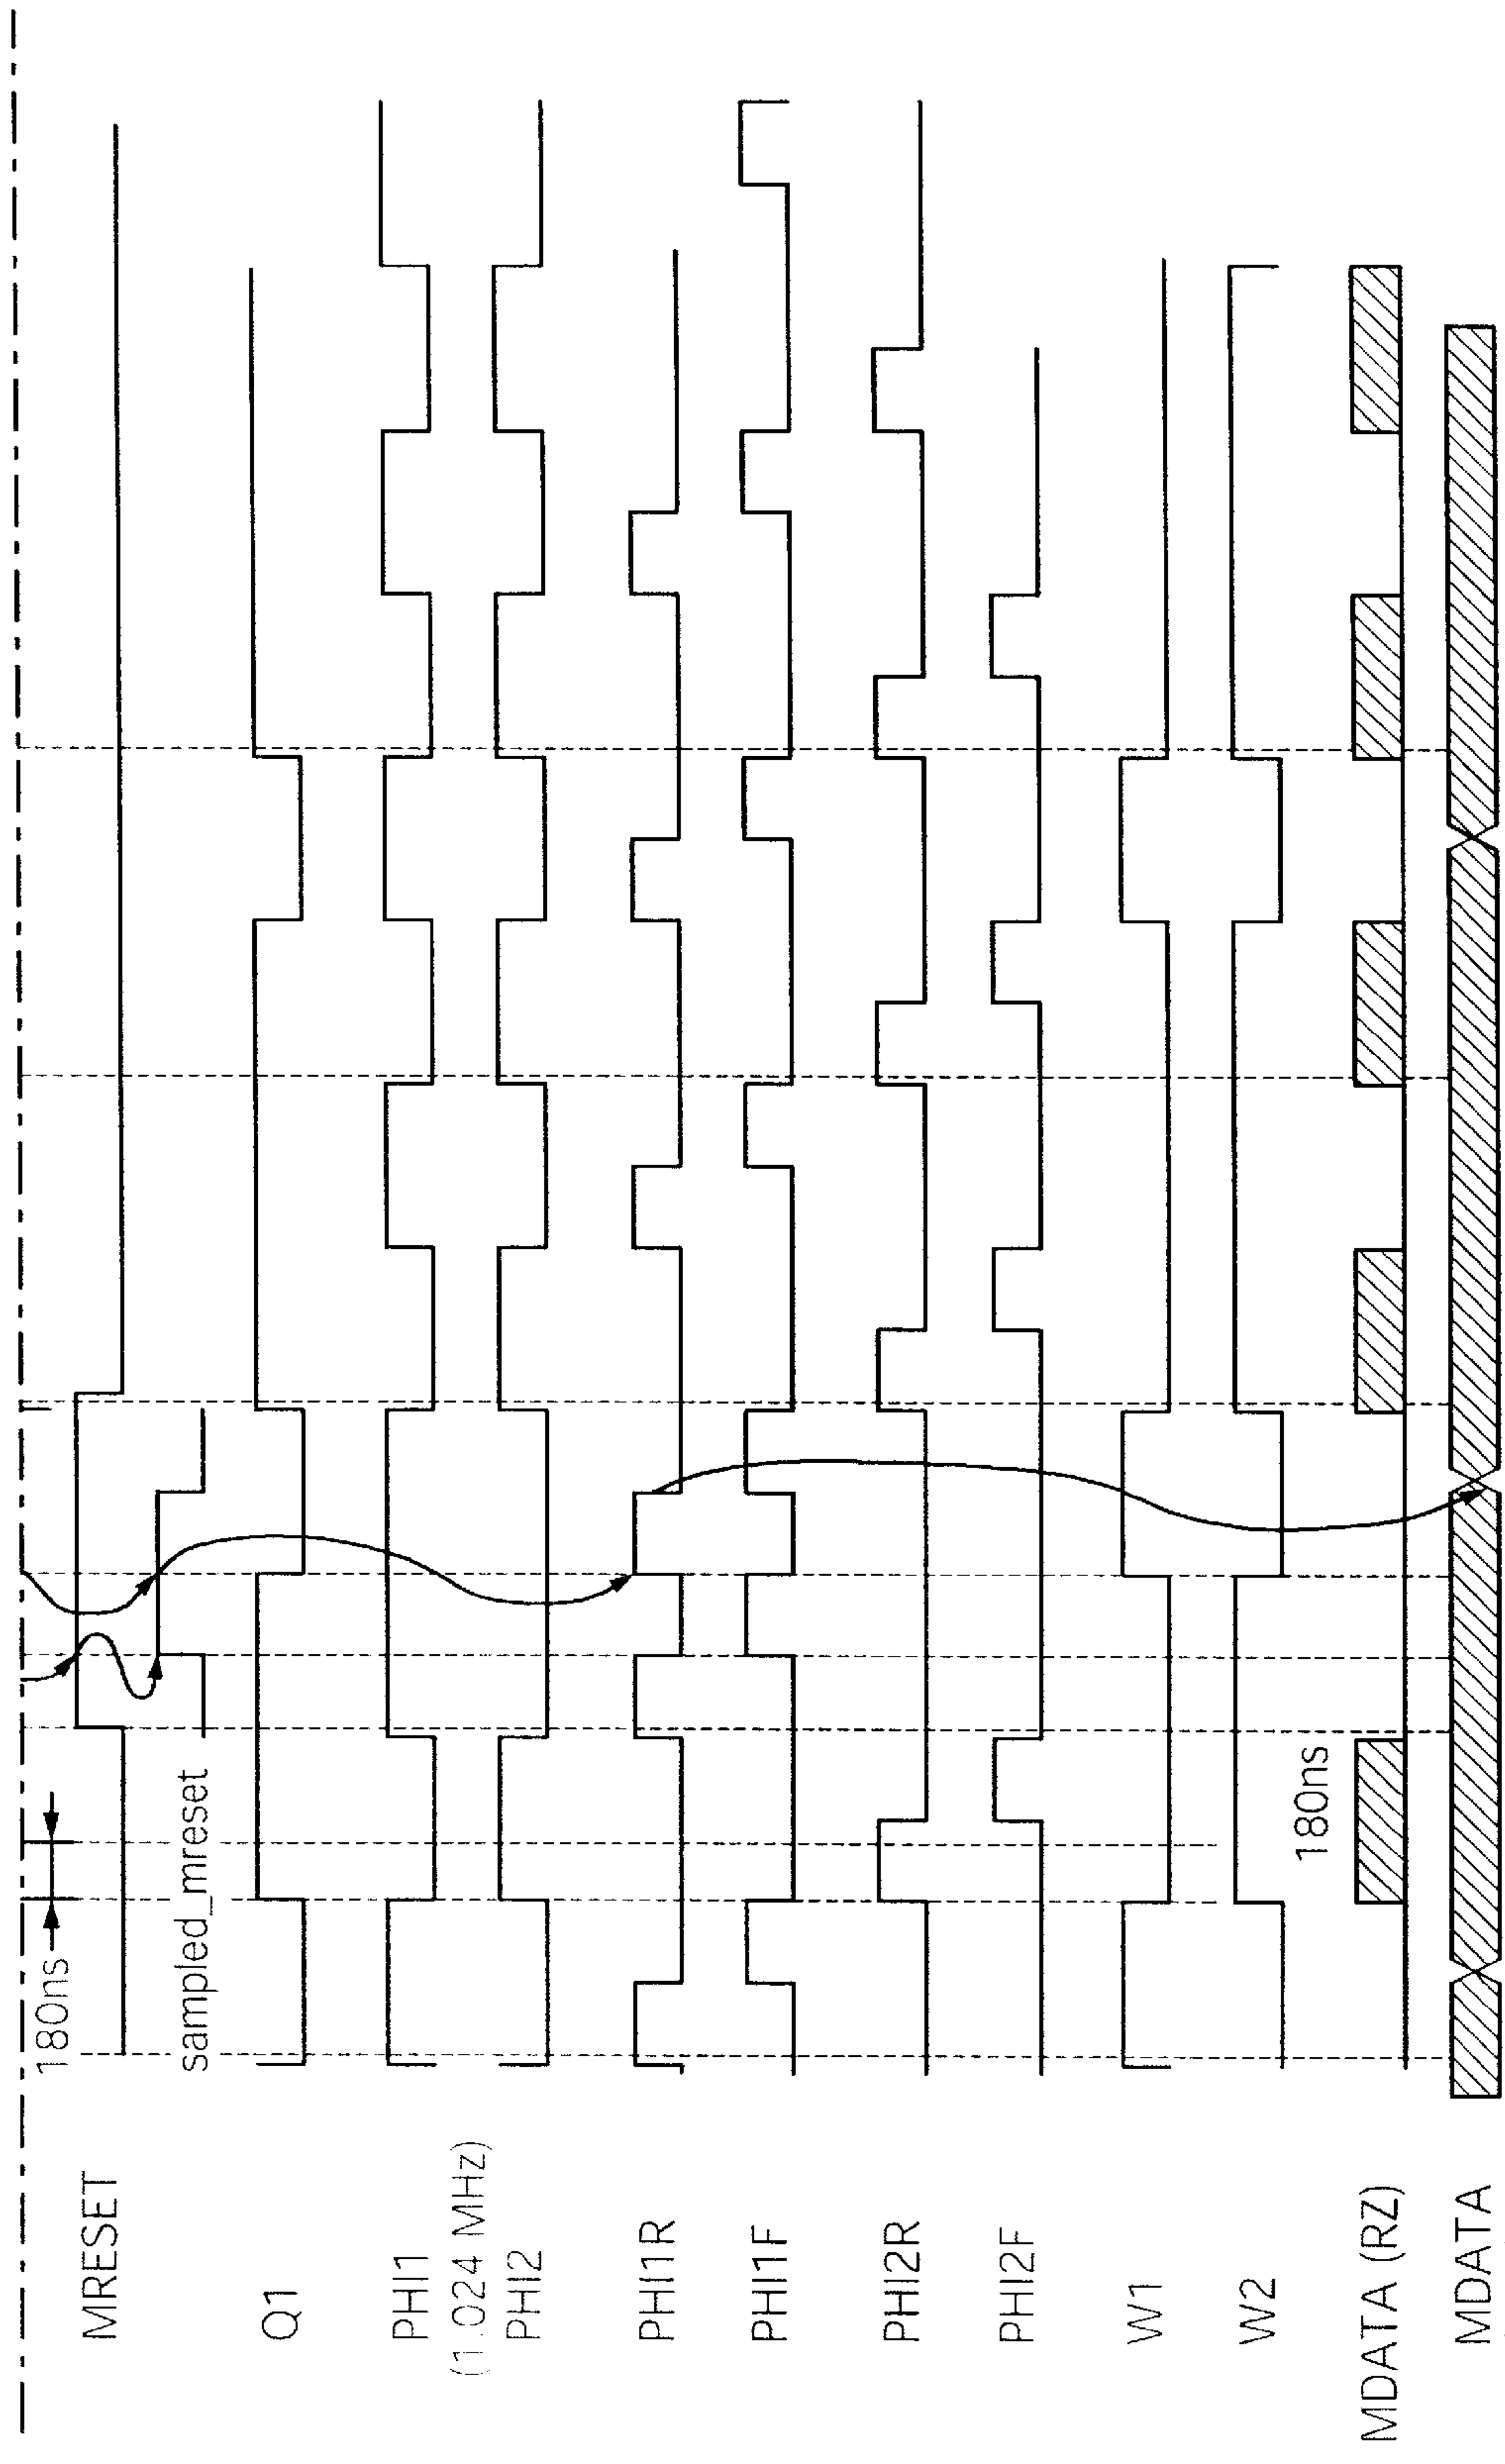 180ns
MRESET
sampled_mreset
Q1
PHI1
(1.024 MHz)
PHI2
PHI1R
PHI1F
PHI2R
PHI2F
W1
W2
180ns
MDATA (RZ)
MDATA